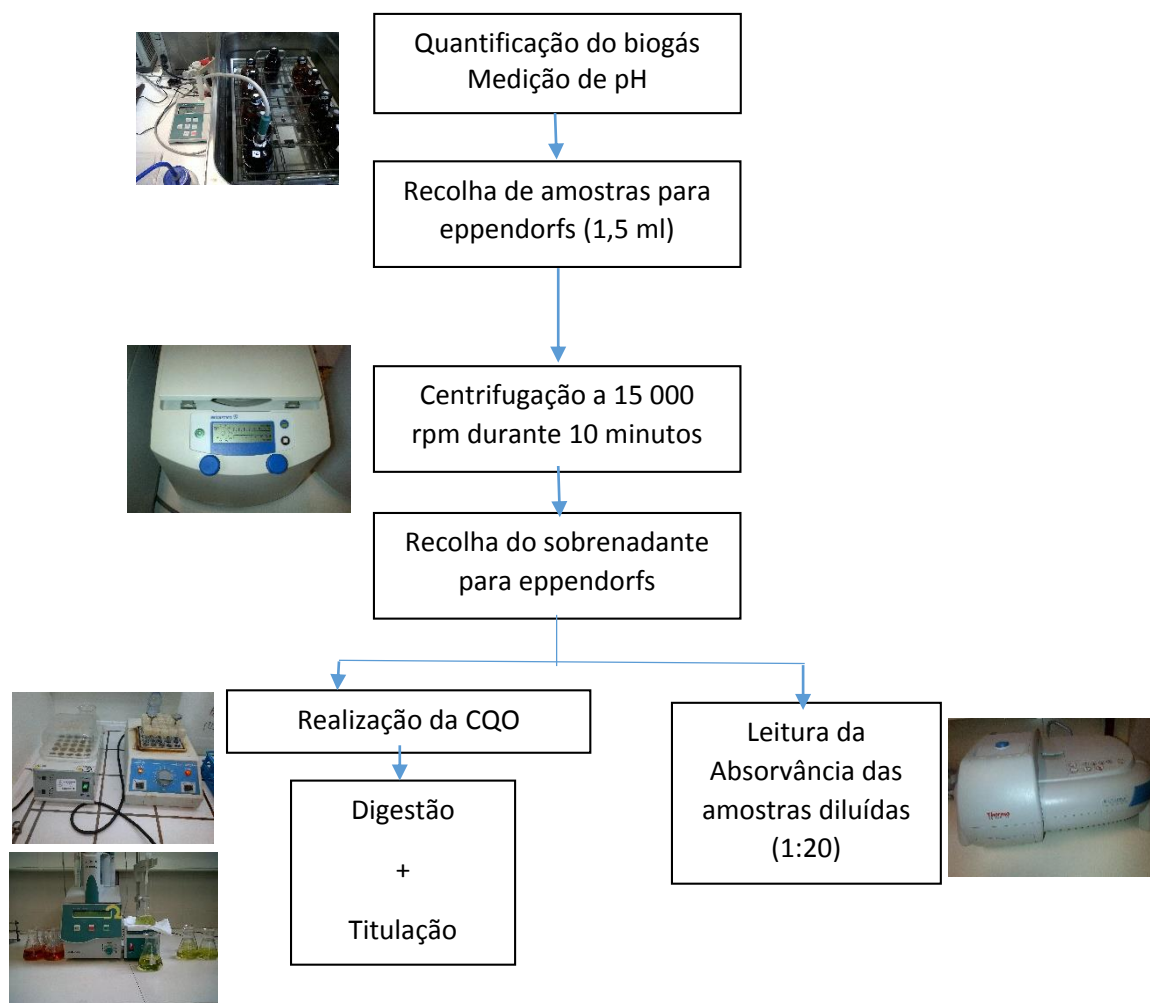 Quantificação do biogás
Medição de pH
Recolha de amostras para
eppendorfs (1,5 ml)
Centrifugação a 15 000
rpm durante 10 minutos
Recolha do sobrenadante
para eppendorfs
Realização da CQO
Digestão
+
Titulação
Leitura da
Absorvância das
amostras diluídas
(1:20)
Thermo